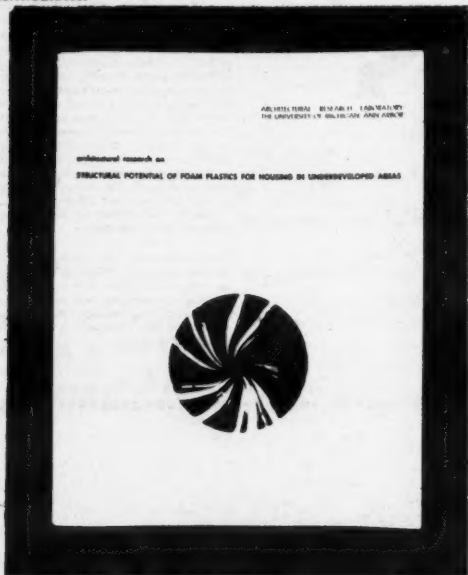 ARCHITECTURAL RESEARCH LABORATORY
THE UNIVERSITY OF MICHIGAN ANN ARBOR
architectural research on
STRUCTURAL POTENTIAL OF FOAM PLASTICS FOR HOUSING IN UNDERDEVELOPED AREAS